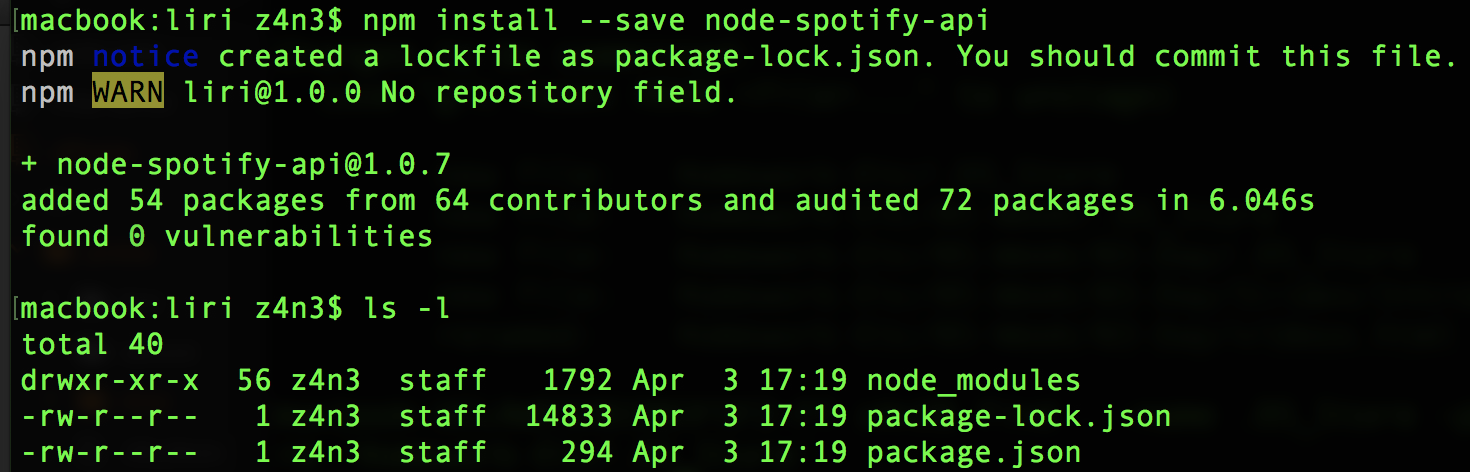 [macbook:liri z4n3$ npm install --save node-spotify-api
npm notice created a lockfile as package-lock.json. You should commit this file.
npm WARN liri@1.0.0 No repository field.
+ node-spotify-api@1.0.7
added 54 packages from 64 contributors and audited 72 packages in 6.046s
found 0 vulnerabilities
[macbook:liri z4n3$ ls -l
total 40
drwxr-xr-x  56 z4n3  staff   1792 Apr  3 17:19 node_modules
-rw-r--r--   1 z4n3  staff  14833 Apr  3 17:19 package-lock.json
-rw-r--r--   1 z4n3  staff    294 Apr  3 17:19 package.json